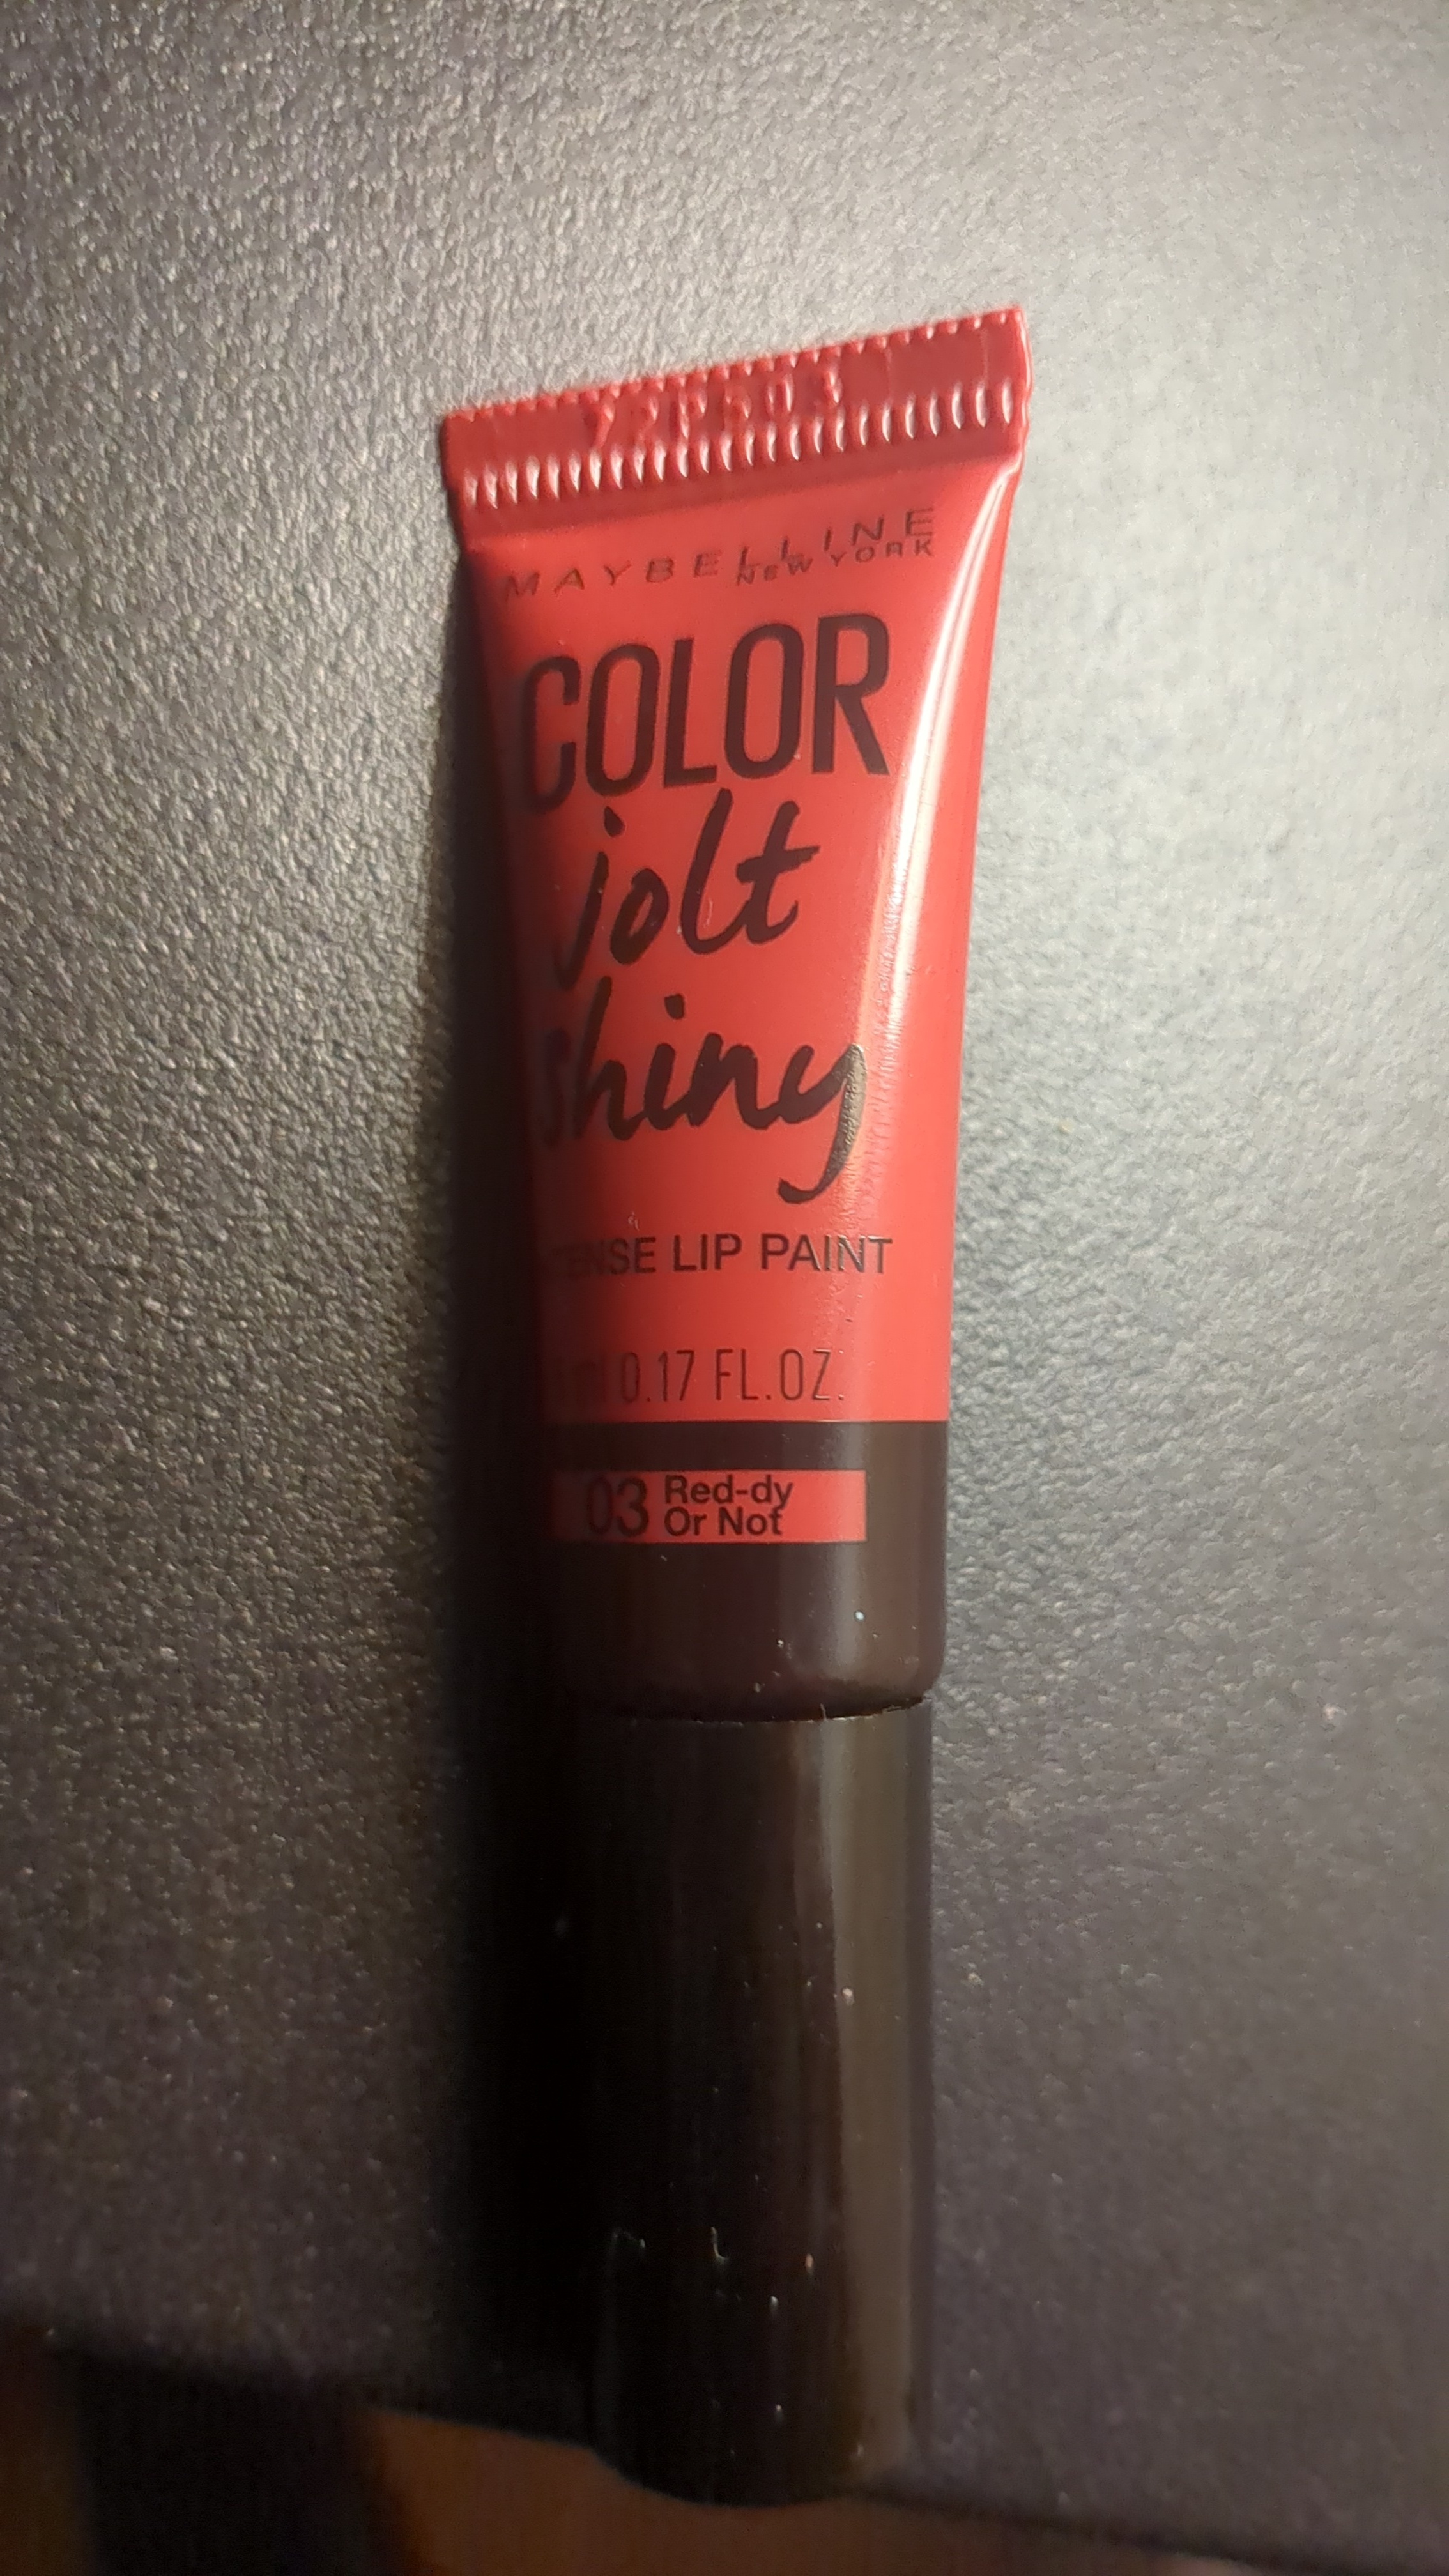 MAYBELLINE
NEW YORK
COLOR
jolt
shiny
LIP PAINT
0.17 FL.OZ.
03 Red-dy
Or Not